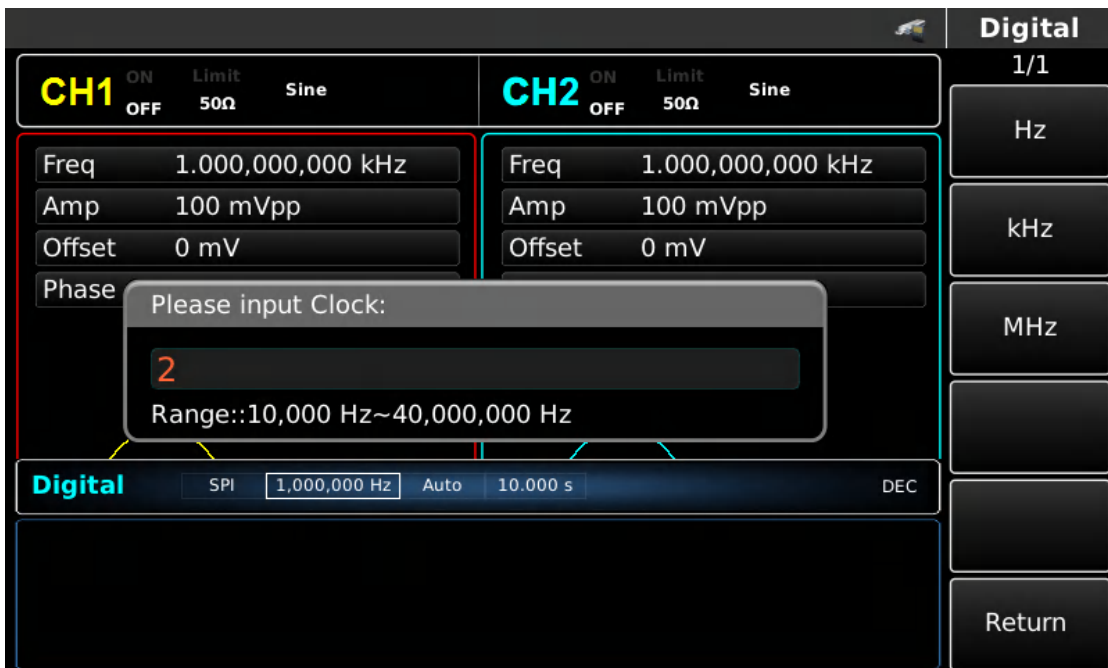 Digital
1/1
CH1 ON OFF Limit 50Ω Sine
CH2 ON OFF Limit 50Ω Sine
Hz
Freq 1.000,000,000 kHz
Freq 1.000,000,000 kHz
Amp 100 mVpp
Amp 100 mVpp
kHz
Offset 0 mV
Offset 0 mV
Phase
Please input Clock:
MHz
2
Range::10,000 Hz~40,000,000 Hz
Digital SPI 1,000,000 Hz Auto 10.000 s DEC
Return